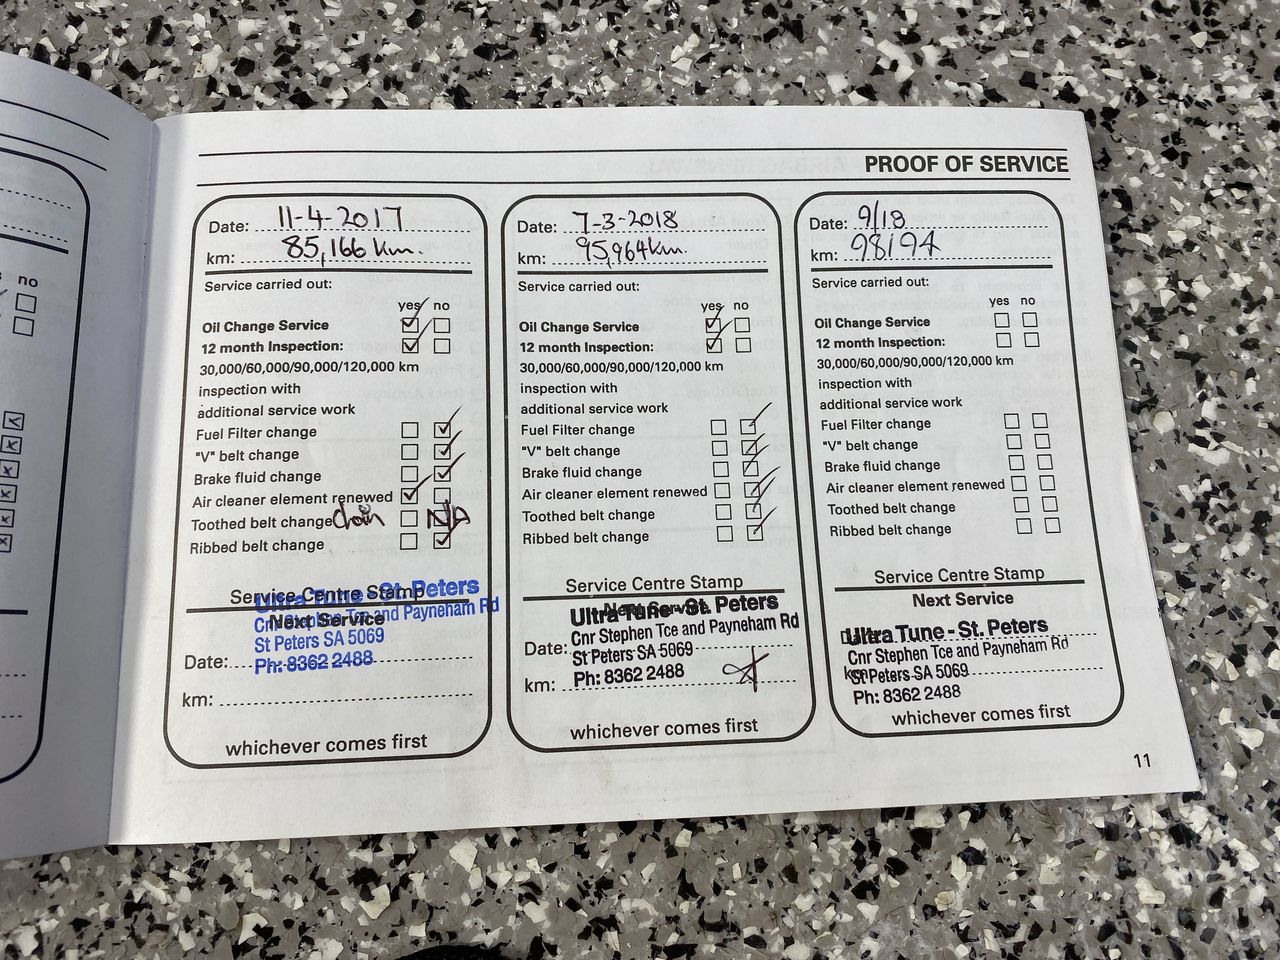 no
PROOF OF SERVICE
Date: 11-4-2017
km: 85,166 km.
Service carried out:
yes no
Oil Change Service
12 month Inspection:
30,000/60,000/90,000/120,000 km
inspection with
additional service work
Fuel Filter change
"V" belt change
Brake fluid change
Air cleaner element renewed
Toothed belt change chain N/A
Ribbed belt change
Service Centre Stamp
Ultra Tune - St. Peters
Next Service
Cnr Stephen Tce and Payneham Rd
St Peters SA 5069
Date:
Ph: 8362 2488
km:
whichever comes first
Date: 7-3-2018
km: 95,964km.
Service carried out:
yes no
Oil Change Service
12 month Inspection:
30,000/60,000/90,000/120,000 km
inspection with
additional service work
Fuel Filter change
"V" belt change
Brake fluid change
Air cleaner element renewed
Toothed belt change
Ribbed belt change
Service Centre Stamp
Next Service
Ultra Tune - St. Peters
Cnr Stephen Tce and Payneham Rd
Date:
St Peters SA 5069
km:
Ph: 8362 2488
whichever comes first
Date: 9/18
km: 98194
Service carried out:
yes no
Oil Change Service
12 month Inspection:
30,000/60,000/90,000/120,000 km
inspection with
additional service work
Fuel Filter change
"V" belt change
Brake fluid change
Air cleaner element renewed
Toothed belt change
Ribbed belt change
Service Centre Stamp
Next Service
Date:
Ultra Tune - St. Peters
Cnr Stephen Tce and Payneham Rd
km:
St Peters SA 5069
Ph: 8362 2488
whichever comes first
11